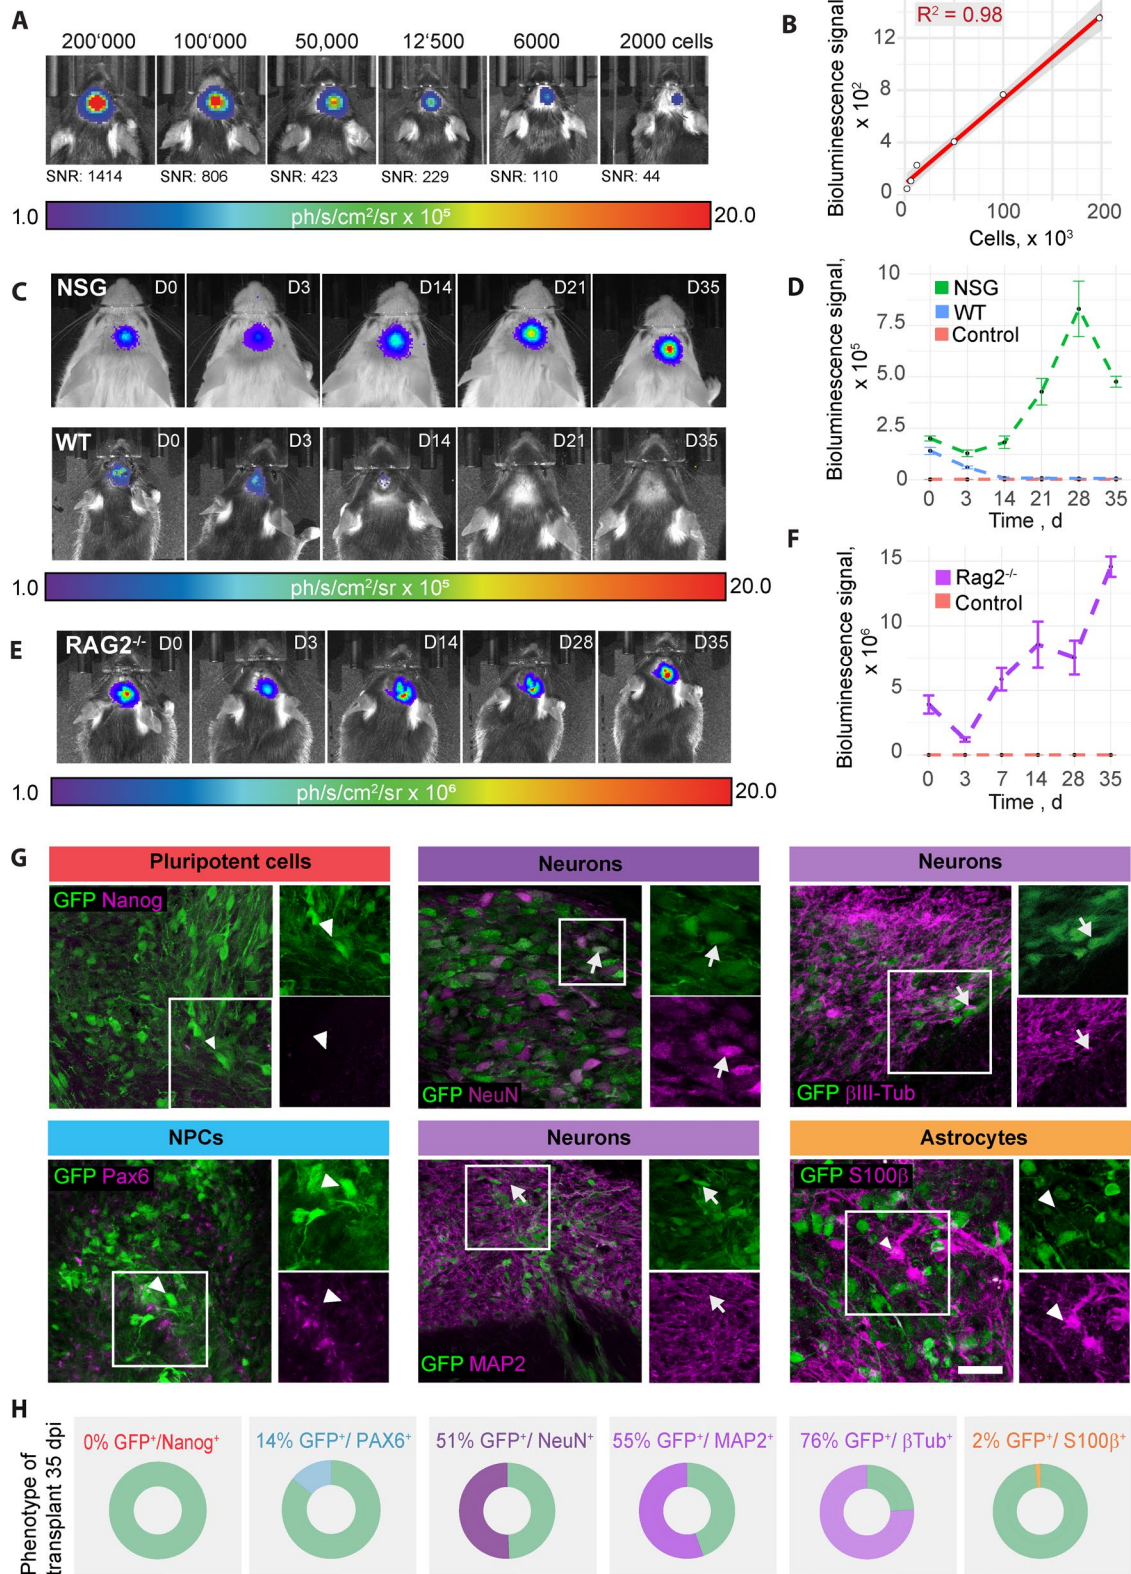 A
200'000 100'000 50,000 12'500 6000 2000 cells
SNR: 1414 SNR: 806 SNR: 423 SNR: 229 SNR: 110 SNR: 44
1.0 ph/s/cm²/sr x 10⁵ 20.0
B
Bioluminescence signal,
x 10²
R² = 0.98
12
8
4
0
0 100 200
Cells, x 10³
C
NSG D0 D3 D14 D21 D35
WT D0 D3 D14 D21 D35
1.0 ph/s/cm²/sr x 10⁵ 20.0
D
Bioluminescence signal,
x 10⁵
NSG
WT
Control
10
7.5
5.0
2.5
0
0 3 14 21 28 35
Time , d
E
RAG2⁻/⁻ D0 D3 D14 D28 D35
1.0 ph/s/cm²/sr x 10⁶ 20.0
F
Bioluminescence signal,
x 10⁶
Rag2⁻/⁻
Control
15
10
5
0
0 3 7 14 28 35
Time , d
G
Pluripotent cells
GFP Nanog
Neurons
GFP NeuN
Neurons
GFP βIII-Tub
NPCs
GFP Pax6
Neurons
GFP MAP2
Astrocytes
GFP S100β
H
Phenotype of
transplant 35 dpi
0% GFP⁺/Nanog⁺
14% GFP⁺/ PAX6⁺
51% GFP⁺/ NeuN⁺
55% GFP⁺/ MAP2⁺
76% GFP⁺/ βTub⁺
2% GFP⁺/ S100β⁺